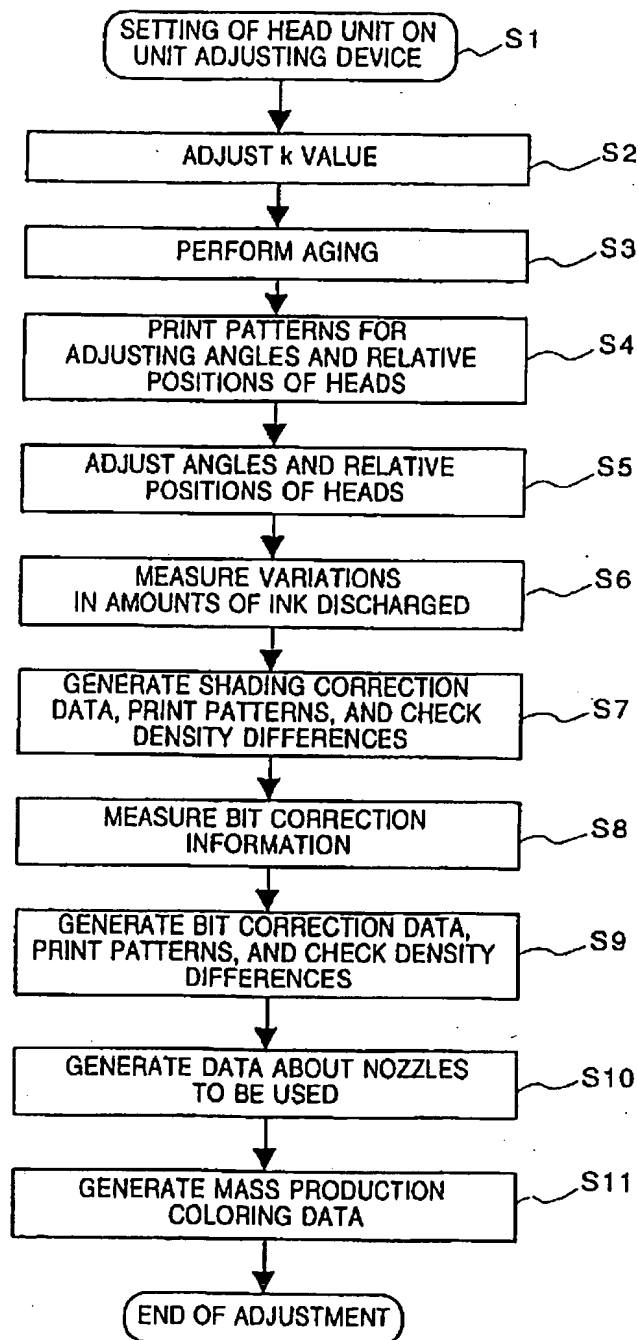 SETTING OF HEAD UNIT ON
UNIT ADJUSTING DEVICE
S1
ADJUST k VALUE
S2
PERFORM AGING
S3
PRINT PATTERNS FOR
ADJUSTING ANGLES AND RELATIVE
POSITIONS OF HEADS
S4
ADJUST ANGLES AND RELATIVE
POSITIONS OF HEADS
S5
MEASURE VARIATIONS
IN AMOUNTS OF INK DISCHARGED
S6
GENERATE SHADING CORRECTION
DATA, PRINT PATTERNS, AND CHECK
DENSITY DIFFERENCES
S7
MEASURE BIT CORRECTION
INFORMATION
S8
GENERATE BIT CORRECTION DATA,
PRINT PATTERNS, AND CHECK DENSITY
DIFFERENCES
S9
GENERATE DATA ABOUT NOZZLES
TO BE USED
S10
GENERATE MASS PRODUCTION
COLORING DATA
S11
END OF ADJUSTMENT